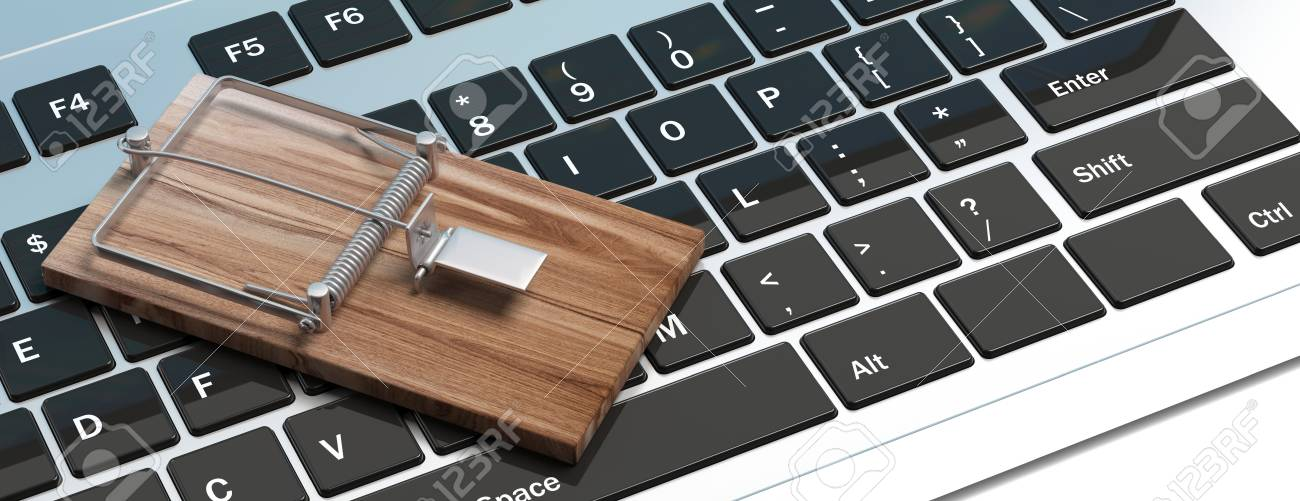 F4
F5
F6
$
*
8
(
9
)
0
–
-
\
E
I
O
P
{
[
}
]
Enter
D
F
L
:
;
*
"
Shift
C
V
M
<
,
>
.
?
/
Ctrl
Space
Alt
123RF